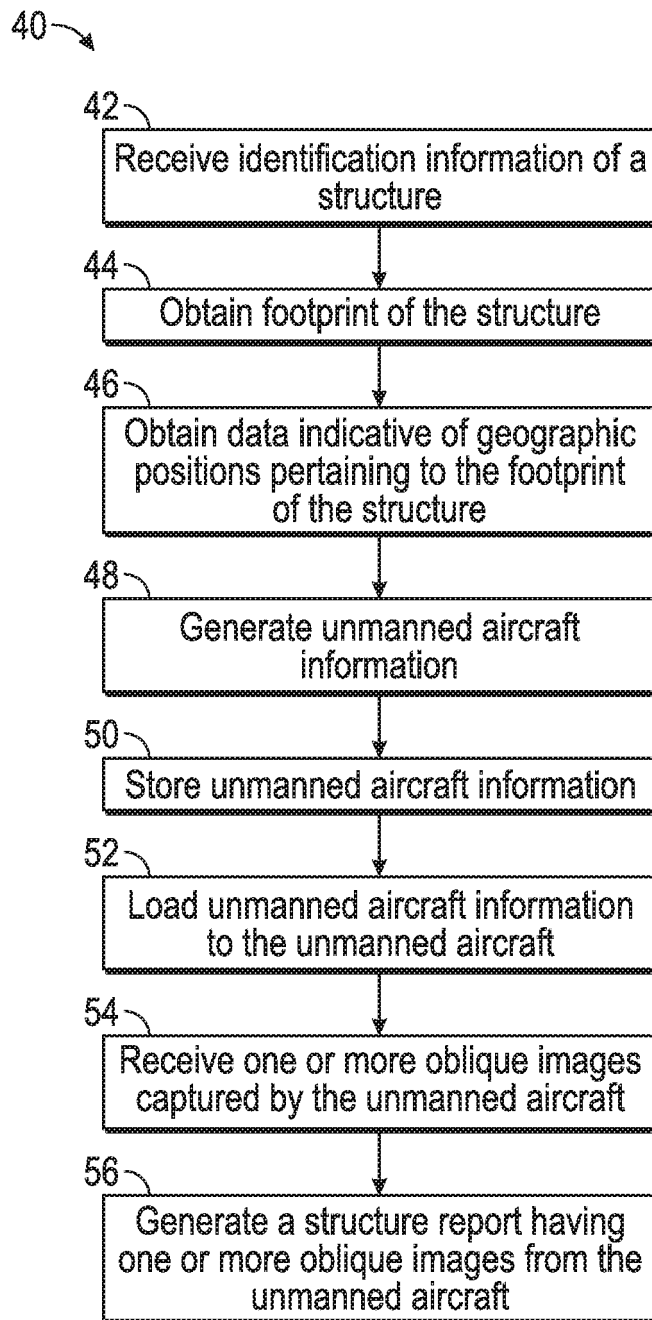 40
42
Receive identification information of a
structure
44
Obtain footprint of the structure
46
Obtain data indicative of geographic
positions pertaining to the footprint
of the structure
48
Generate unmanned aircraft
information
50
Store unmanned aircraft information
52
Load unmanned aircraft information
to the unmanned aircraft
54
Receive one or more oblique images
captured by the unmanned aircraft
56
Generate a structure report having
one or more oblique images from the
unmanned aircraft